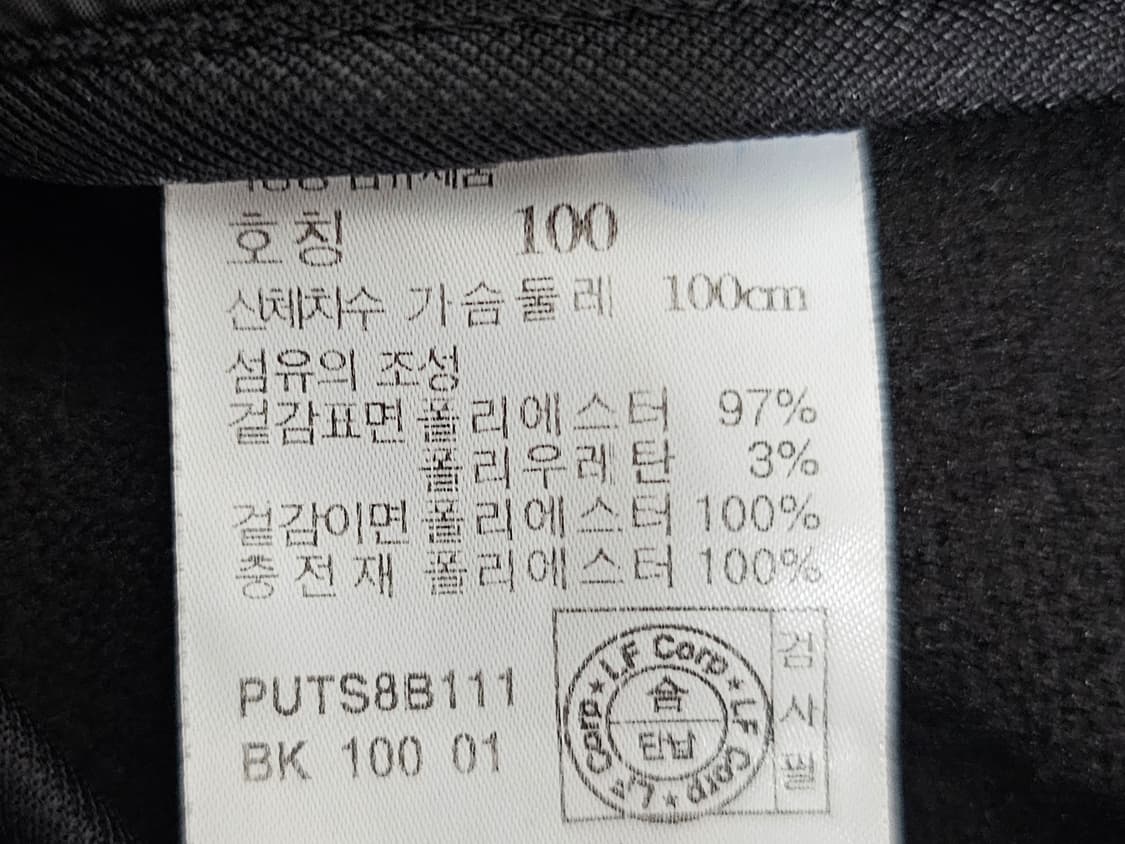 호칭 100
신체치수 가슴둘레 100cm
섬유의 조성
겉감표면 폴리에스터 97%
폴리우레탄 3%
겉감이면 폴리에스터 100%
충전재 폴리에스터 100%
PUTS8B111
BK 100 01
LF Corp★LF Corp★LF Corp★
탄남
검사필